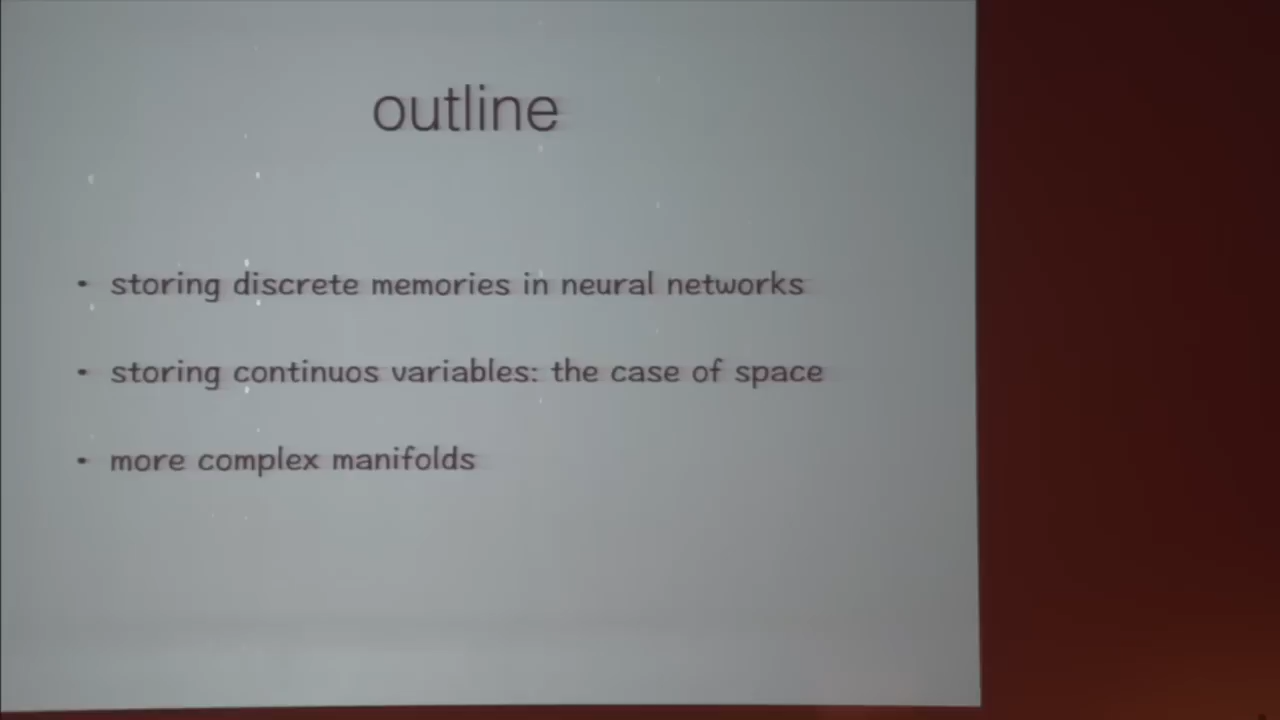 outline
• storing discrete memories in neural networks
• storing continuos variables: the case of space
• more complex manifolds